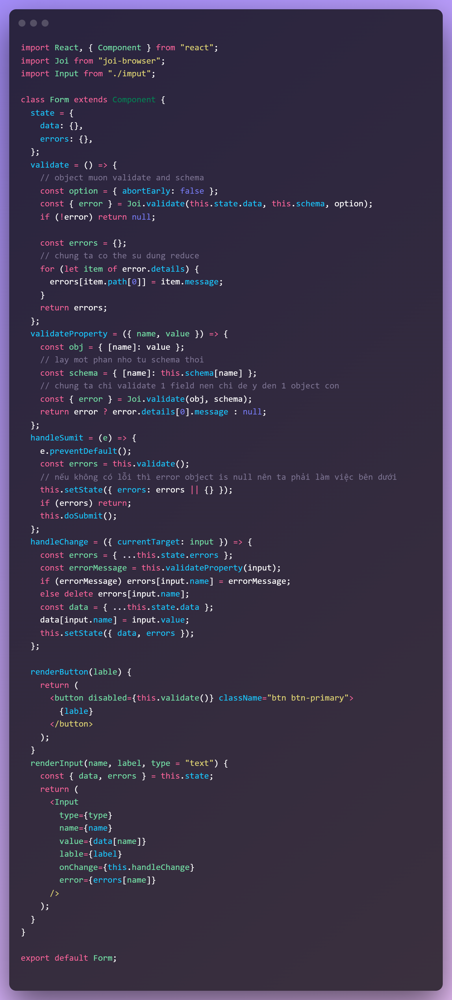 import React, { Component } from "react";
import Joi from "joi-browser";
import Input from "./imput";

class Form extends Component {
  state = {
    data: {},
    errors: {},
  };
  validate = () => {
    // object muon validate and schema
    const option = { abortEarly: false };
    const { error } = Joi.validate(this.state.data, this.schema, option);
    if (!error) return null;

    const errors = {};
    // chung ta co the su dung reduce
    for (let item of error.details) {
      errors[item.path[0]] = item.message;
    }
    return errors;
  };
  validateProperty = ({ name, value }) => {
    const obj = { [name]: value };
    // lay mot phan nho tu schema thoi
    const schema = { [name]: this.schema[name] };
    // chung ta chi validate 1 field nen chi de y den 1 object con
    const { error } = Joi.validate(obj, schema);
    return error ? error.details[0].message : null;
  };
  handleSumit = (e) => {
    e.preventDefault();
    const errors = this.validate();
    // nếu không có lỗi thì error object is null nên ta phải làm việc bên dưới
    this.setState({ errors: errors || {} });
    if (errors) return;
    this.doSubmit();
  };
  handleChange = ({ currentTarget: input }) => {
    const errors = { ...this.state.errors };
    const errorMessage = this.validateProperty(input);
    if (errorMessage) errors[input.name] = errorMessage;
    else delete errors[input.name];
    const data = { ...this.state.data };
    data[input.name] = input.value;
    this.setState({ data, errors });
  };

  renderButton(lable) {
    return (
      <button disabled={this.validate()} className="btn btn-primary">
        {lable}
      </button>
    );
  }
  renderInput(name, label, type = "text") {
    const { data, errors } = this.state;
    return (
      <Input
        type={type}
        name={name}
        value={data[name]}
        lable={label}
        onChange={this.handleChange}
        error={errors[name]}
      />
    );
  }
}

export default Form;